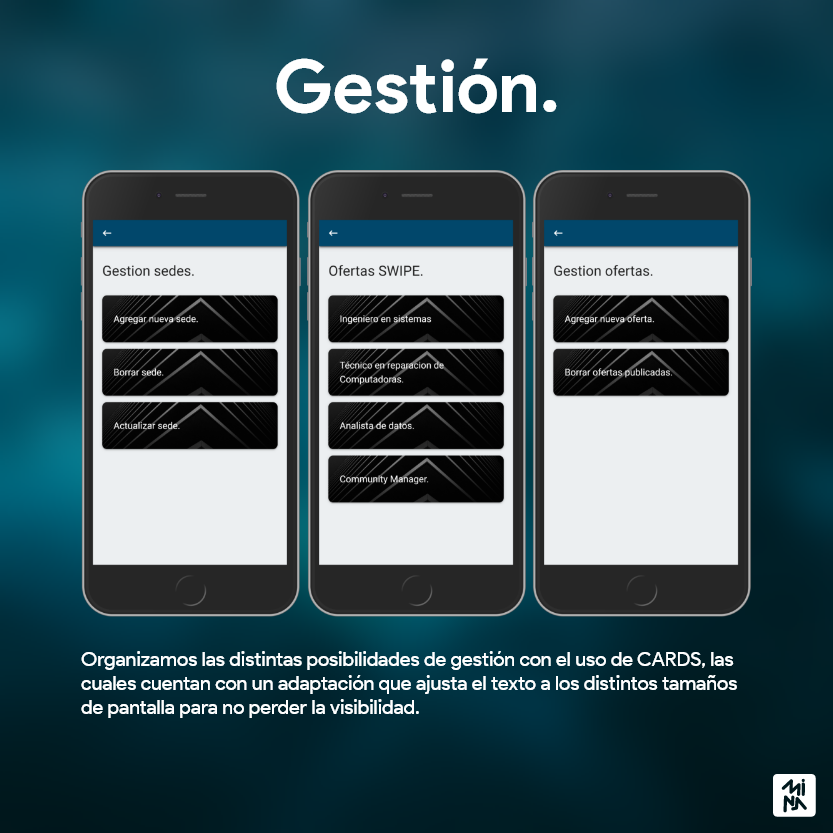 Gestión.
Gestion sedes.
Agregar nueva sede.
Borrar sede.
Actualizar sede.
Ofertas SWIPE.
Ingeniero en sistemas
Técnico en reparacion de
Computadoras.
Analista de datos.
Community Manager.
Gestion ofertas.
Agregar nueva oferta.
Borrar ofertas publicadas.
Organizamos las distintas posibilidades de gestión con el uso de CARDS, las
cuales cuentan con un adaptación que ajusta el texto a los distintos tamaños
de pantalla para no perder la visibilidad.
Mi
NA